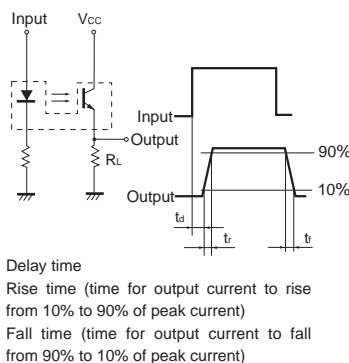 Input
Vcc
Output
RL
Input
Output
90%
10%
td
tr
tf
Delay time
Rise time (time for output current to rise
from 10% to 90% of peak current)
Fall time (time for output current to fall
from 90% to 10% of peak current)